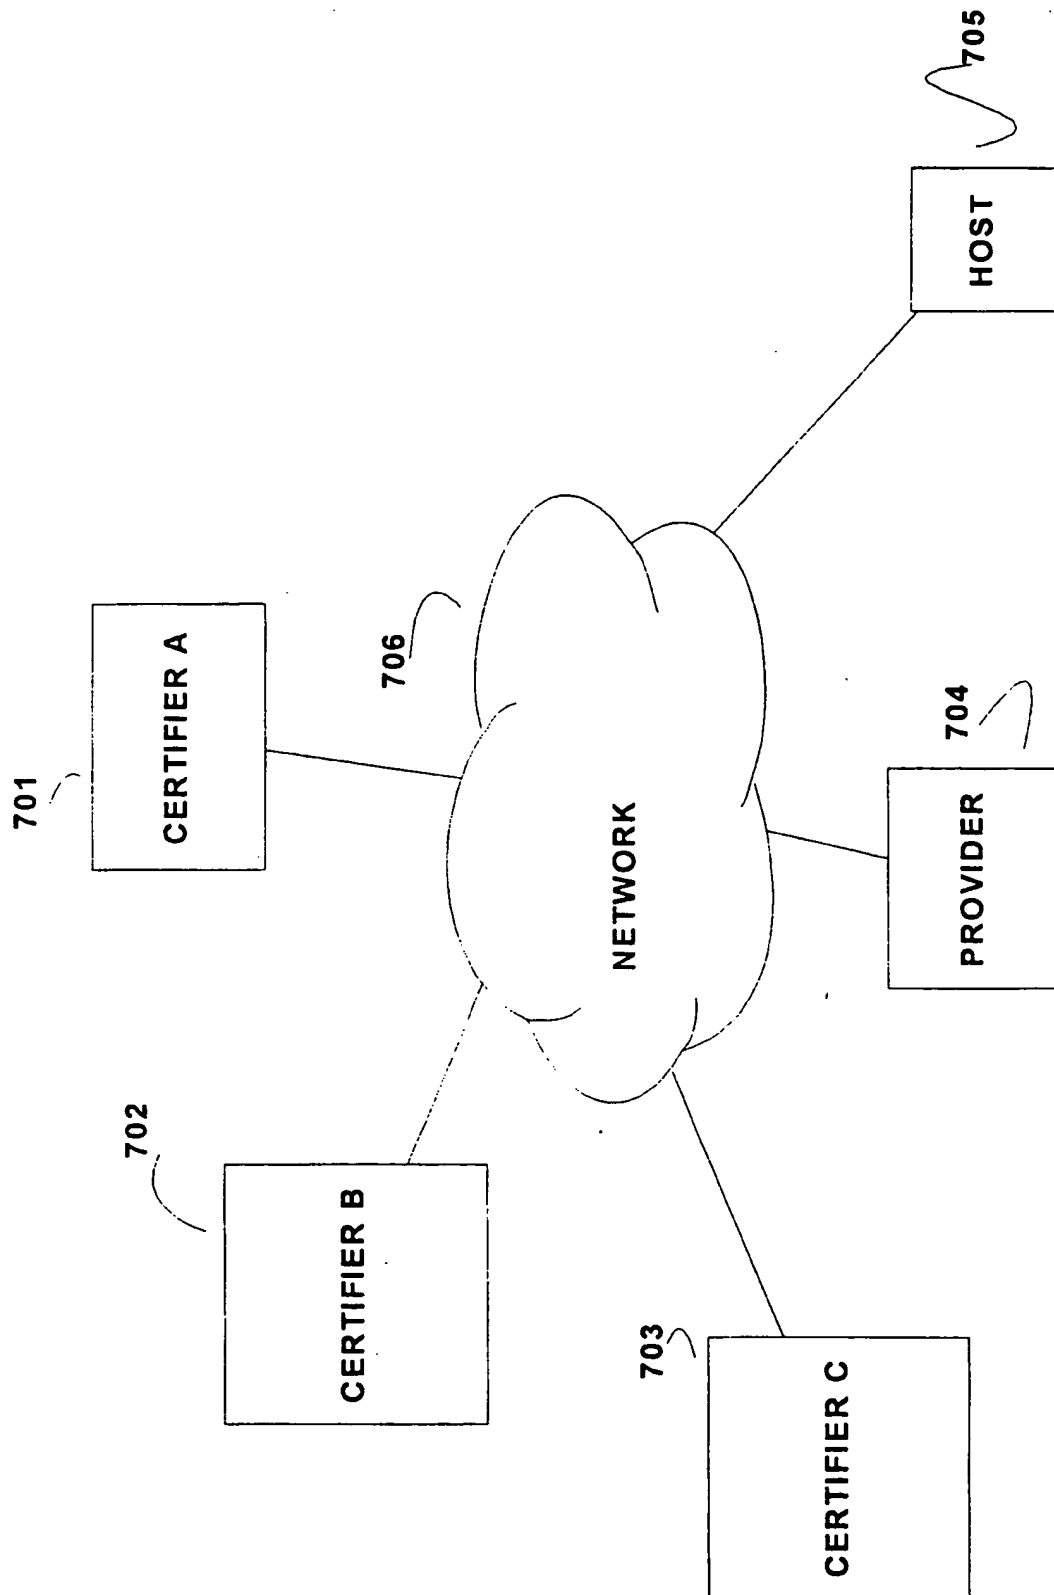 702
701
CERTIFIER B
CERTIFIER A
703
706
705
NETWORK
CERTIFIER C
704
PROVIDER
HOST